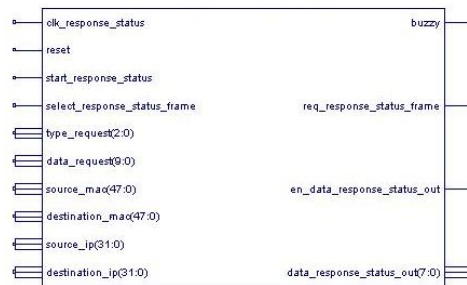 clk_response_status buzzy
reset
start_response_status
select_response_status_frame req_response_status_frame
type_request(2:0)
data_request(9:0)
source_mac(47:0) en_data_response_status_out
destination_mac(47:0)
source_ip(31:0)
destination_ip(31:0) data_response_status_out(7:0)